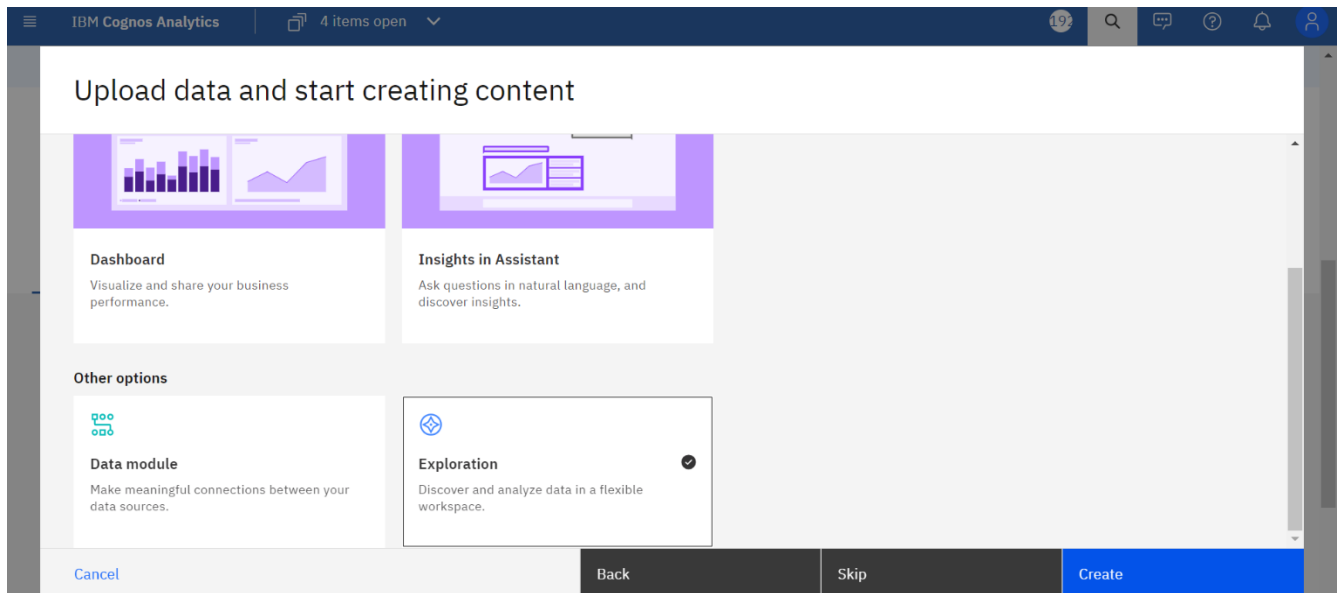 IBM Cognos Analytics
4 items open
192
Upload data and start creating content
Dashboard
Visualize and share your business
performance.
Insights in Assistant
Ask questions in natural language, and
discover insights.
Other options
Data module
Make meaningful connections between your
data sources.
Exploration
Discover and analyze data in a flexible
workspace.
Cancel
Back
Skip
Create